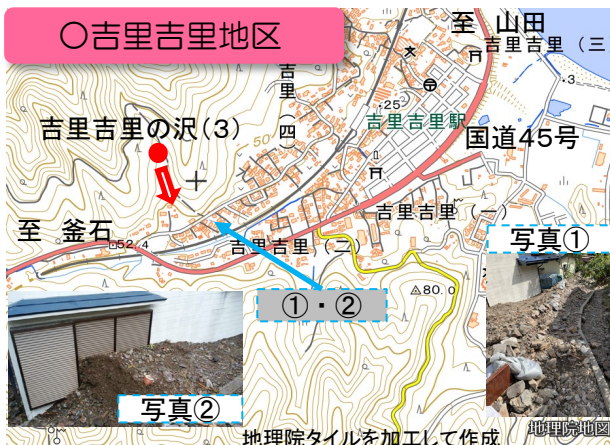 〇吉里吉里地区
至 山田
吉里吉里（三
吉里（四）
・25
吉里吉里駅
国道45号
・3
吉里吉里の沢(3)
50
至 釜石
52.4
吉里吉里（一）
吉里吉里（二）
写真①
①・②
△80.0
写真②
地理院タイルを加工して作成
地理院地図